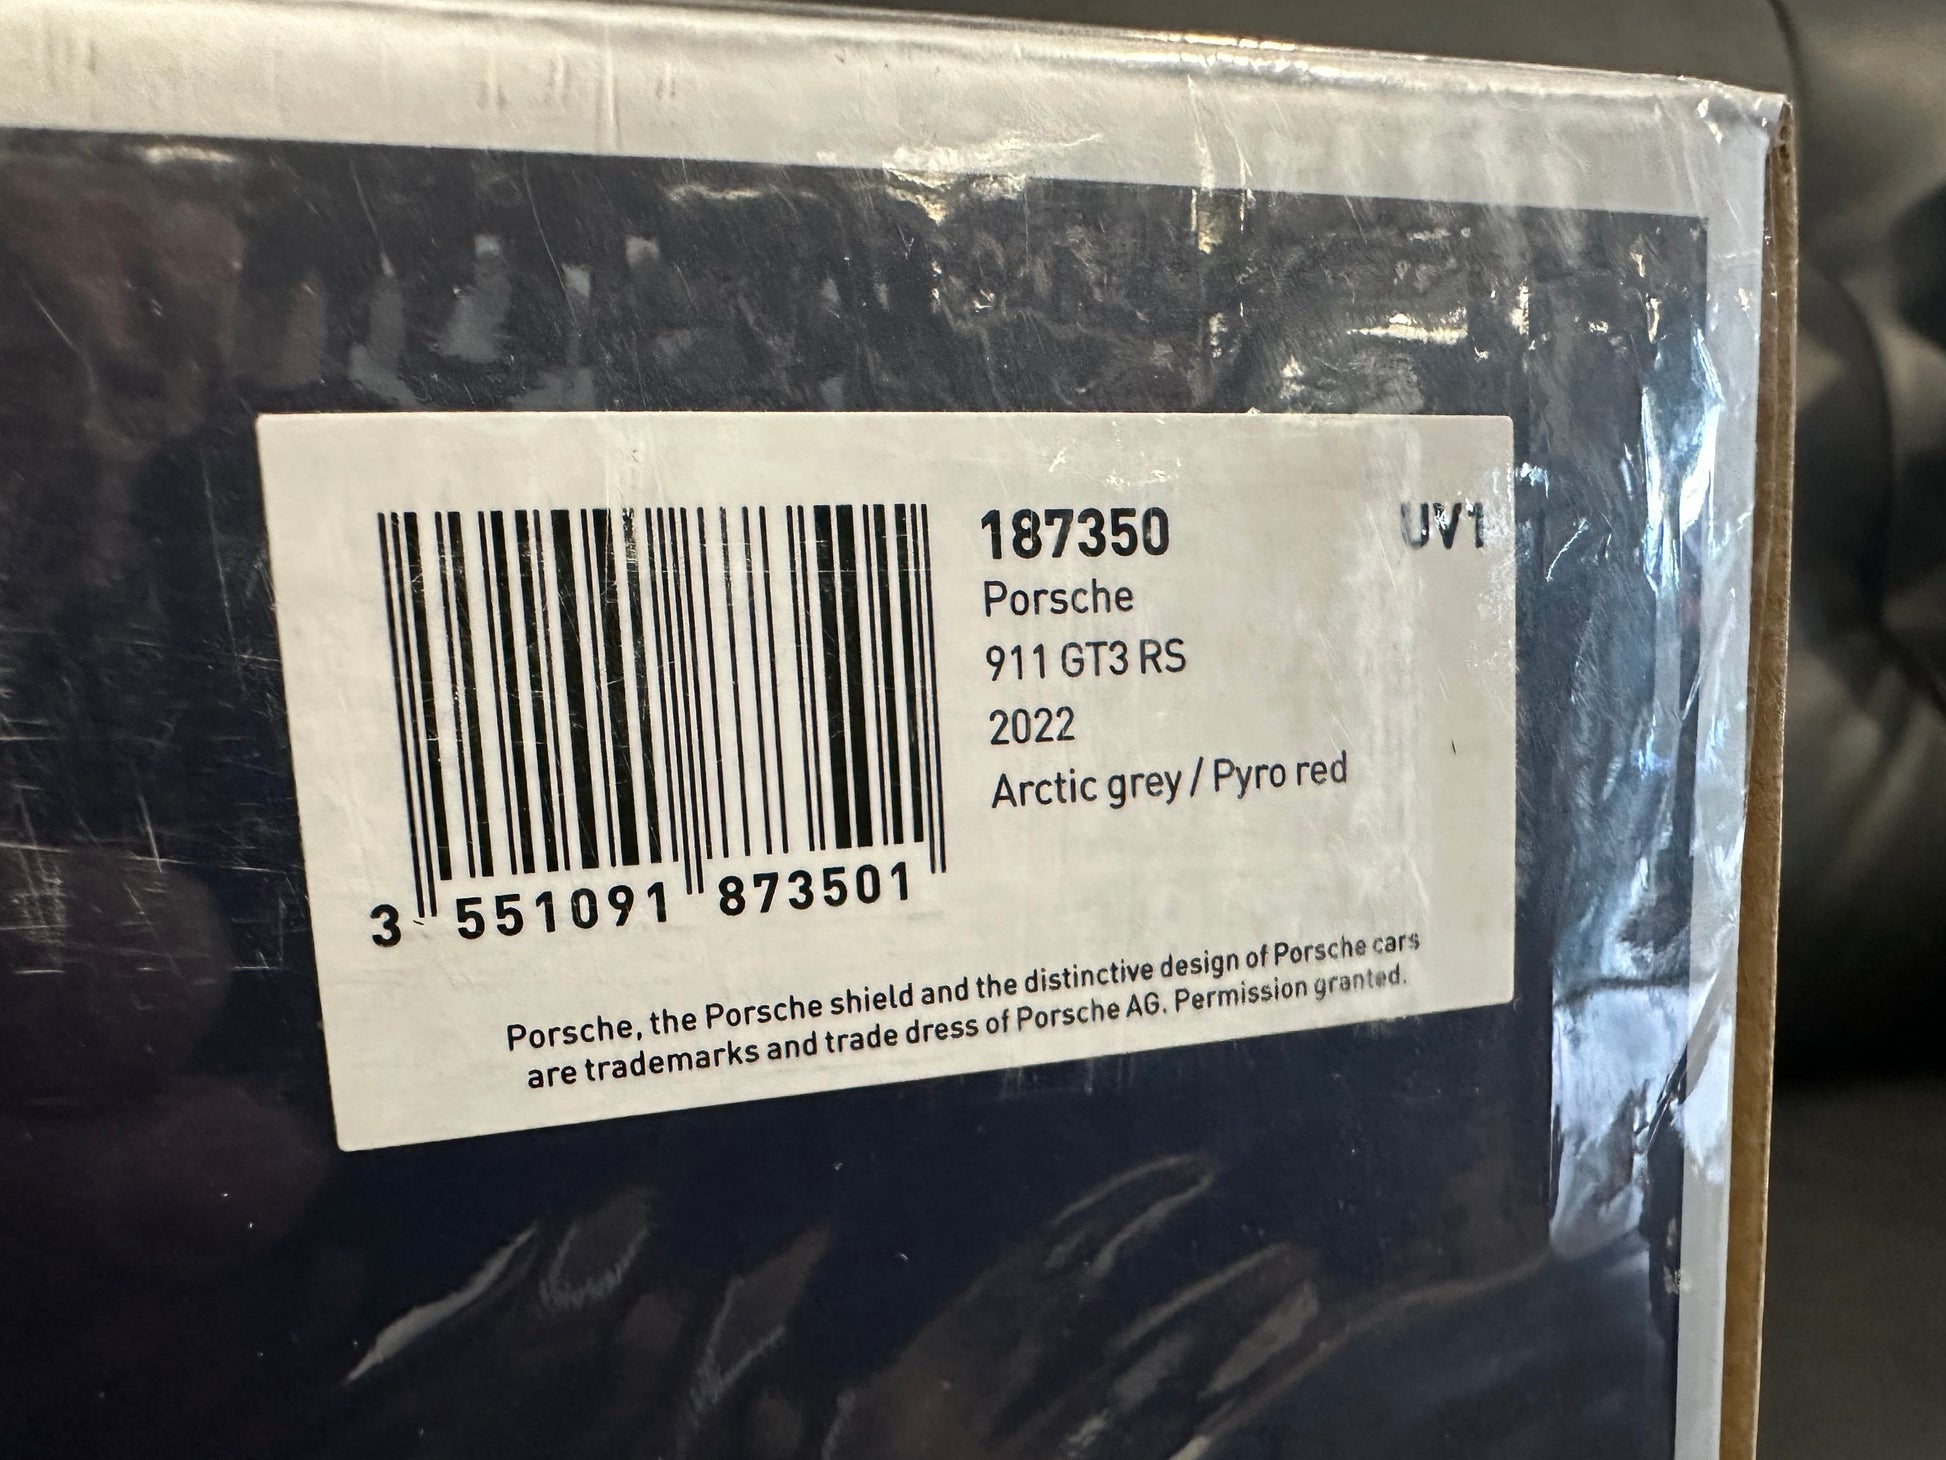 187350 UV1
Porsche
911 GT3 RS
2022
Arctic grey / Pyro red
3 551091 873501
Porsche, the Porsche shield and the distinctive design of Porsche cars
are trademarks and trade dress of Porsche AG. Permission granted.